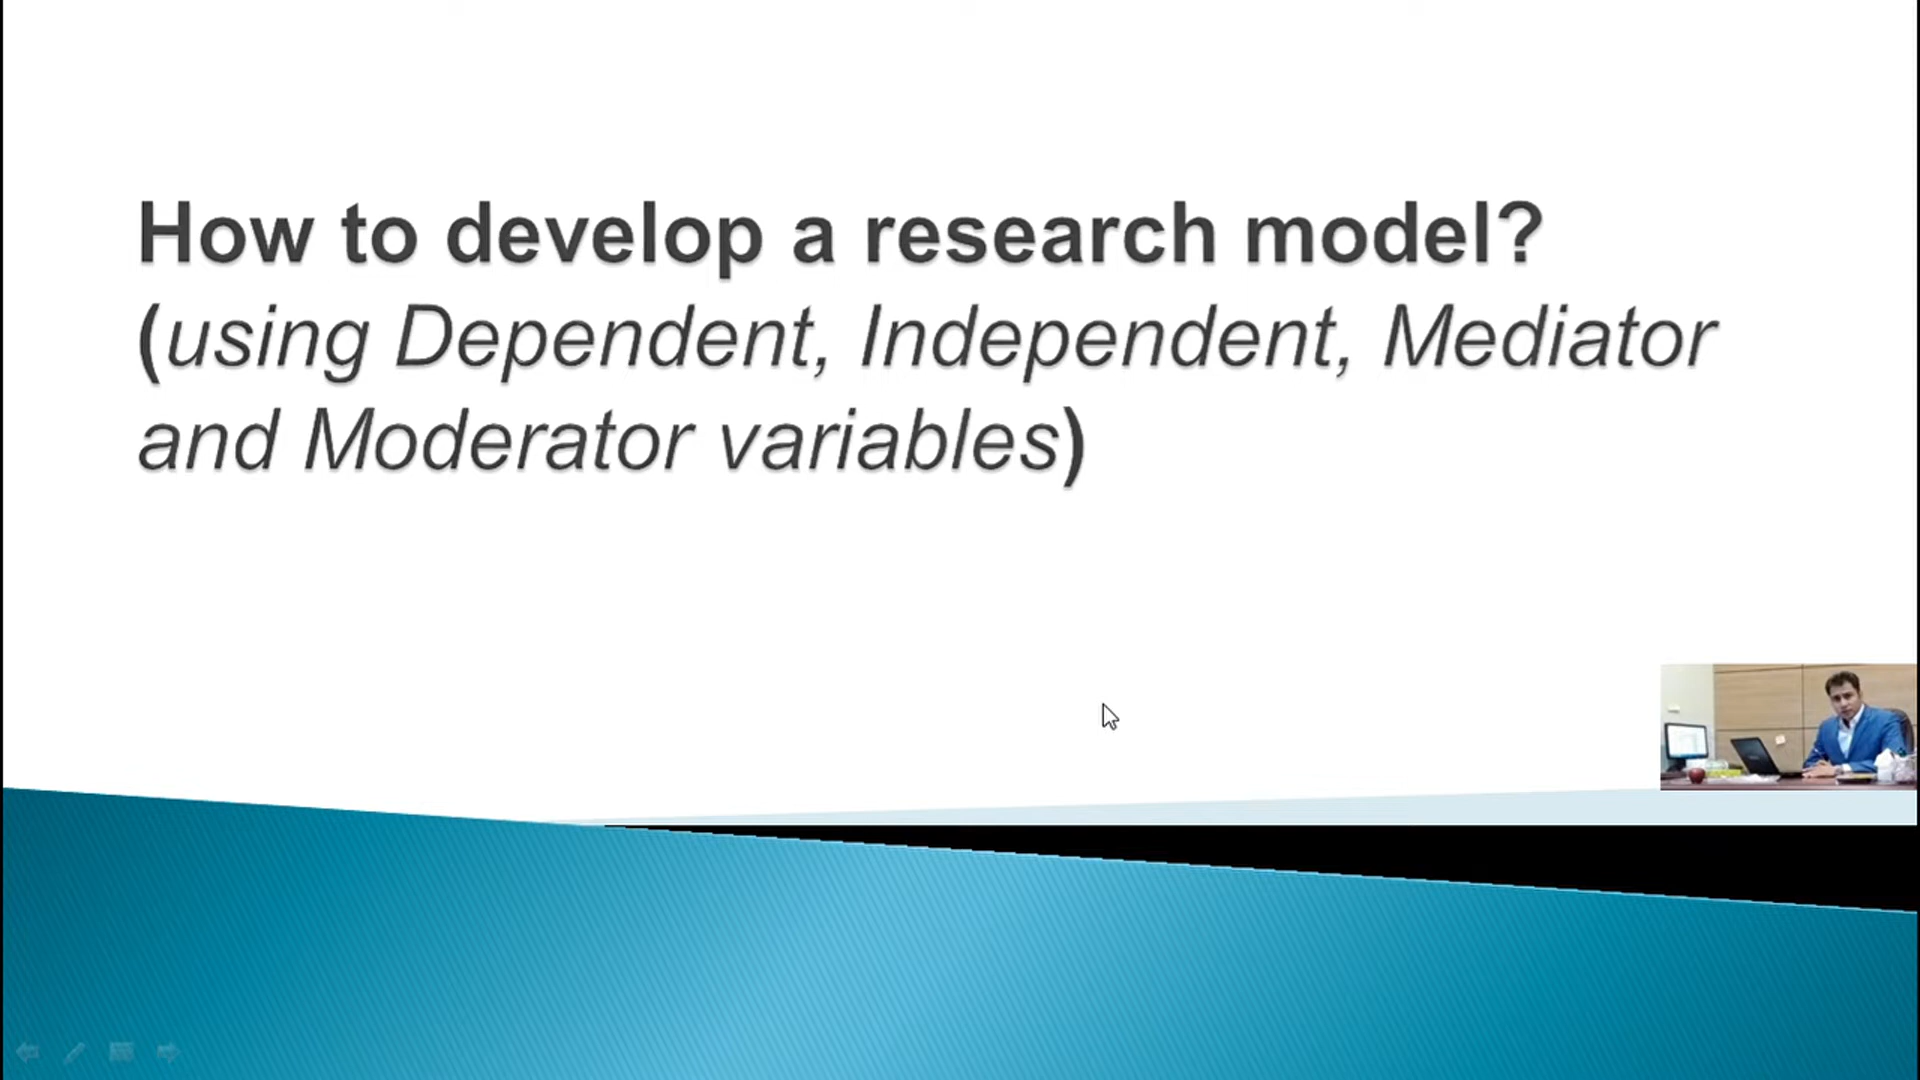 How to develop a research model?
(using Dependent, Independent, Mediator
and Moderator variables)